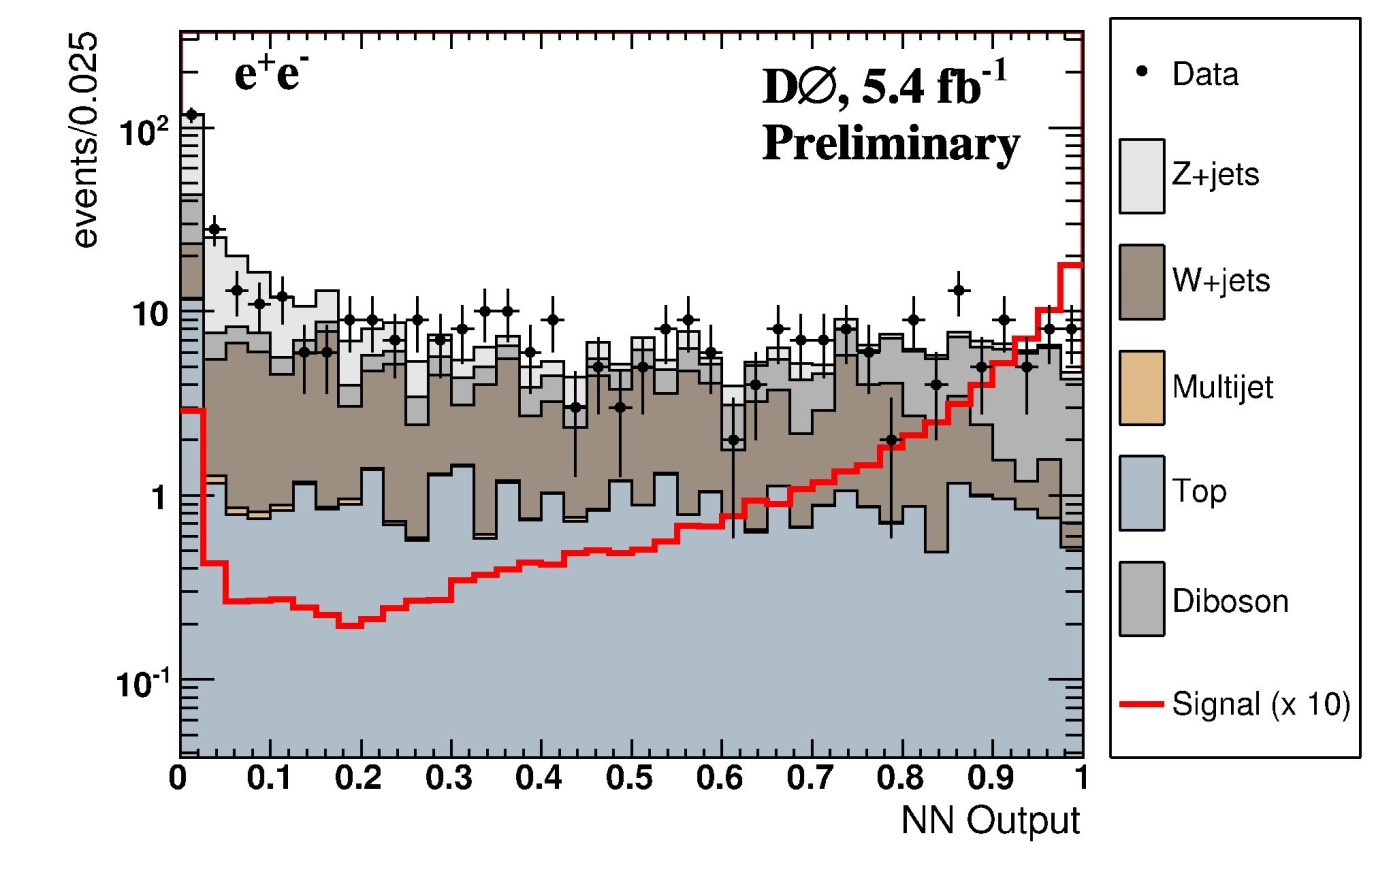 events/0.025
e⁺e⁻
DØ, 5.4 fb⁻¹
Preliminary
10²
10
1
10⁻¹
0 0.1 0.2 0.3 0.4 0.5 0.6 0.7 0.8 0.9 1
NN Output
Data
Z+jets
W+jets
Multijet
Top
Diboson
Signal (x 10)